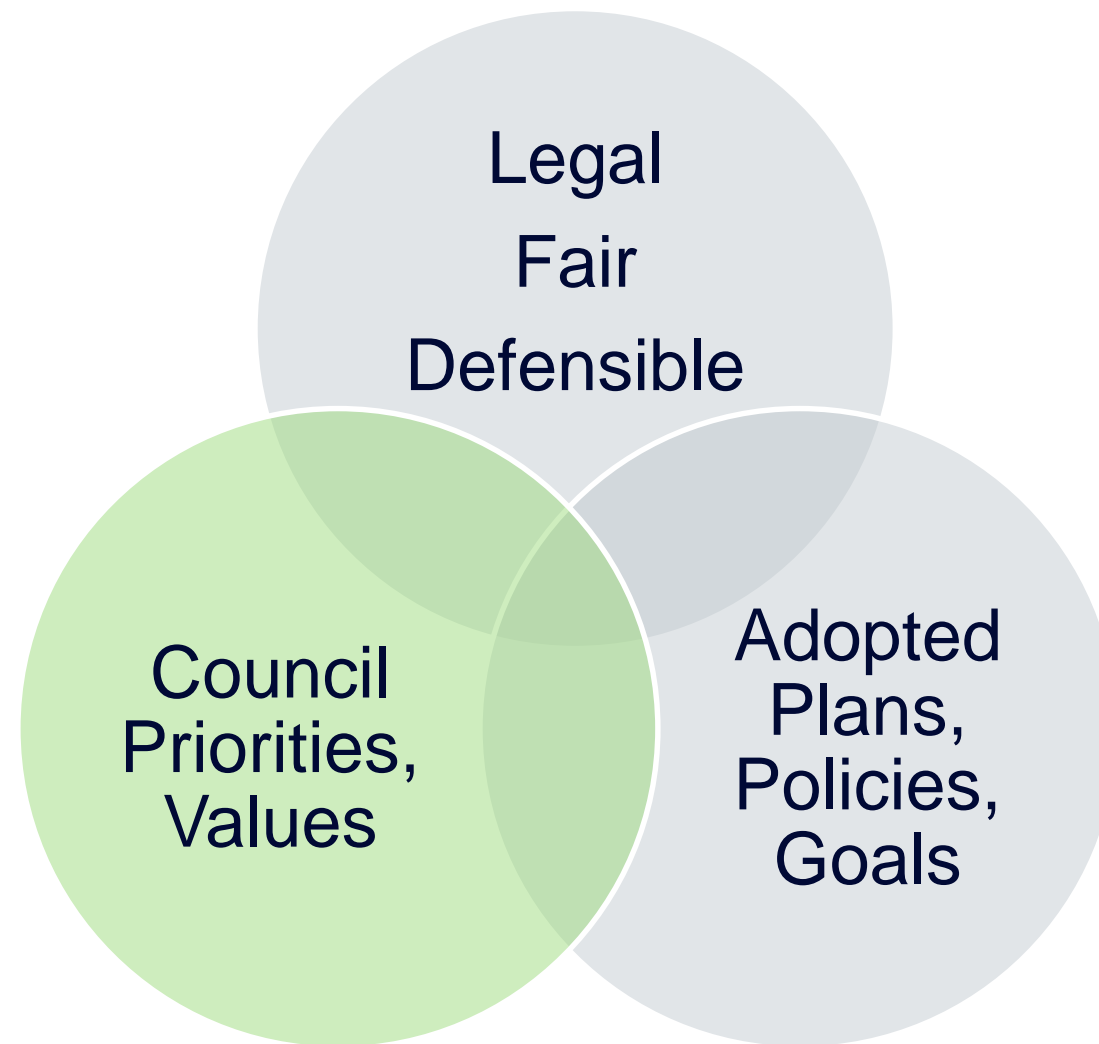 Legal
Fair
Defensible
Council
Priorities,
Values
Adopted
Plans,
Policies,
Goals